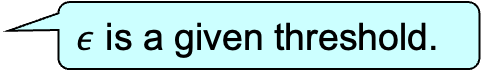 ϵ is a given threshold.